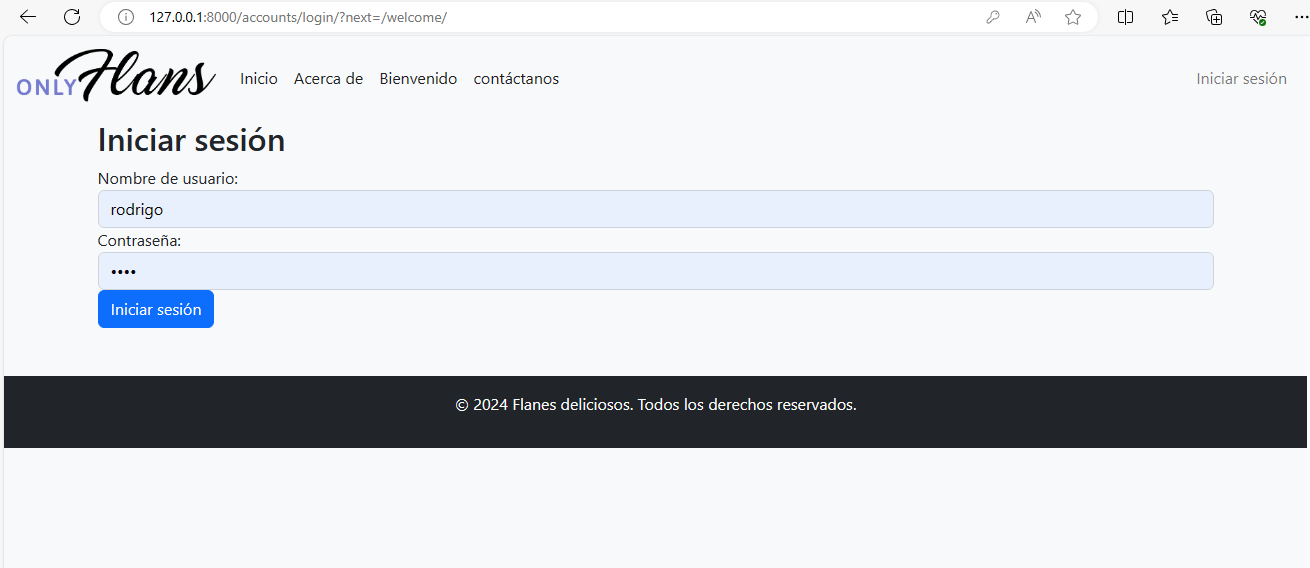 127.0.0.1:8000/accounts/login/?next=/welcome/
ONLY Flans Inicio Acerca de Bienvenido contáctanos Iniciar sesión
Iniciar sesión
Nombre de usuario:
rodrigo
Contraseña:
••••
Iniciar sesión
© 2024 Flanes deliciosos. Todos los derechos reservados.